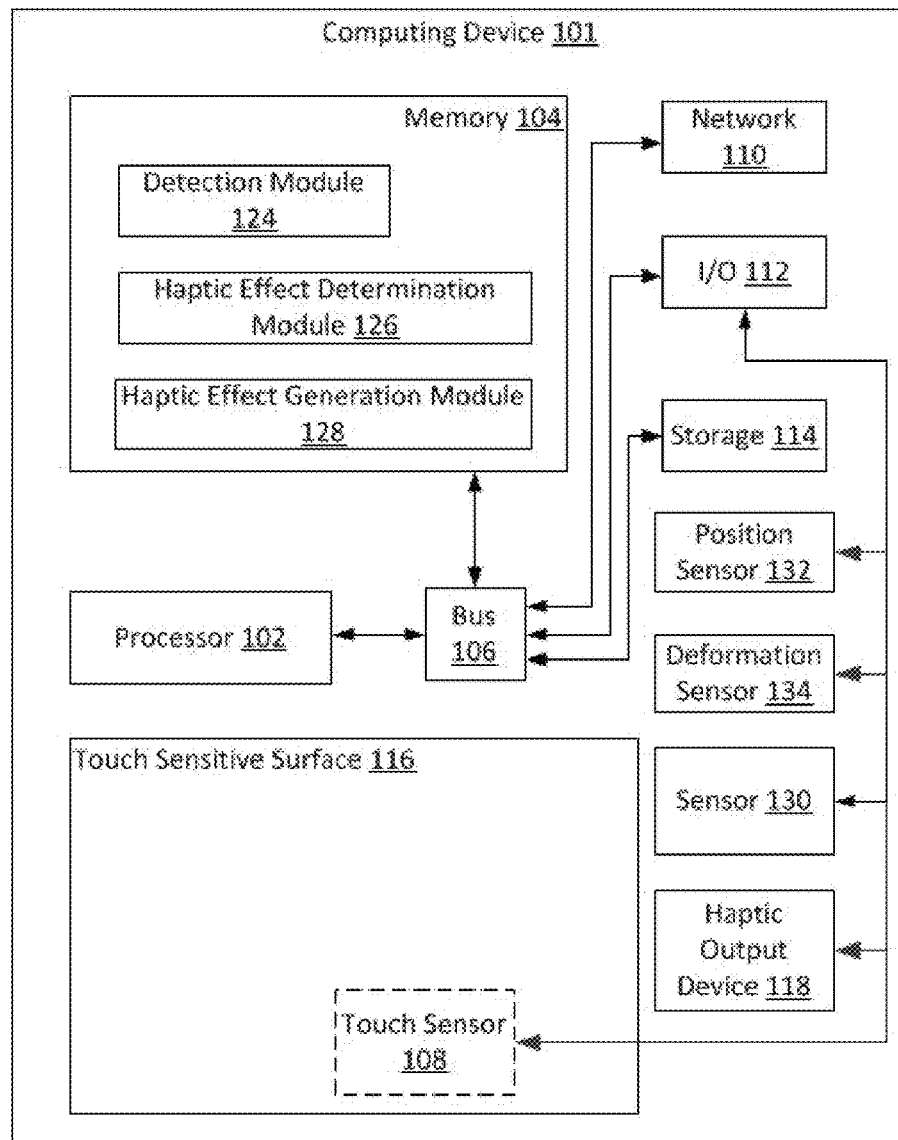 Computing Device 101
Memory 104
Detection Module
124
Haptic Effect Determination
Module 126
Haptic Effect Generation Module
128
Network
110
I/O 112
Storage 114
Position
Sensor 132
Processor 102
Bus
106
Deformation
Sensor 134
Touch Sensitive Surface 116
Sensor 130
Haptic
Output
Device 118
Touch Sensor
108